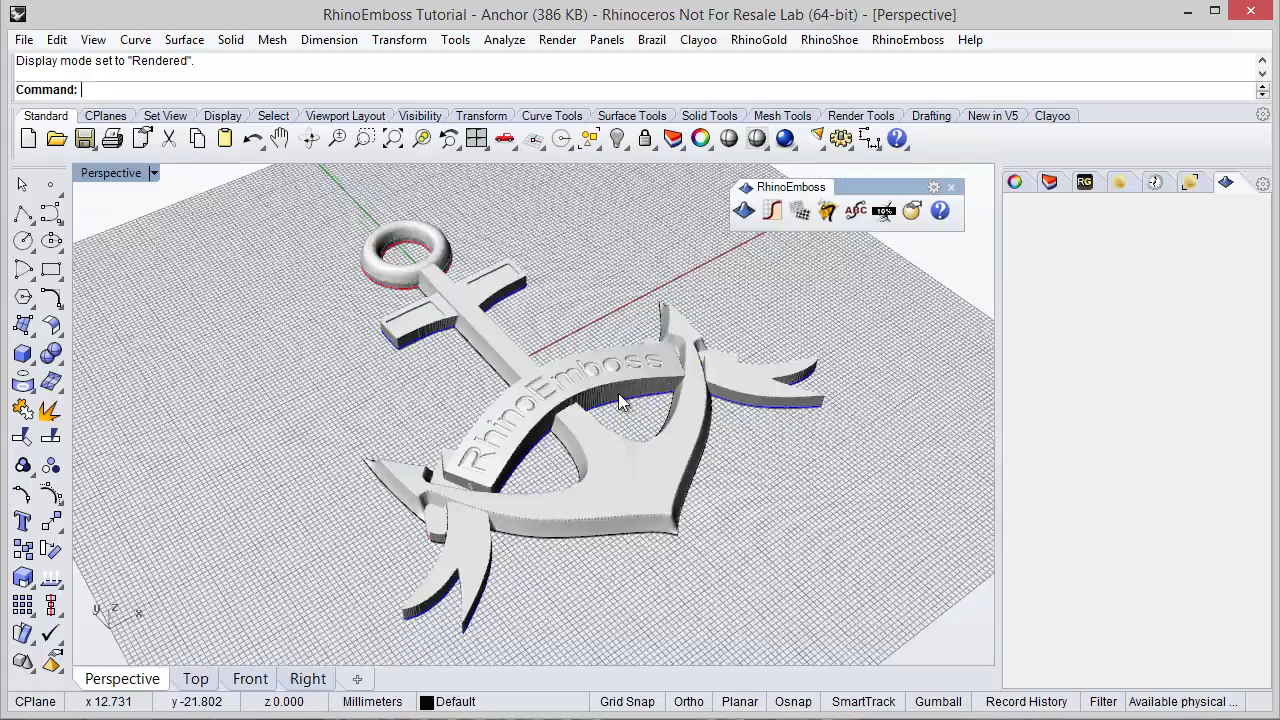 RhinoEmboss Tutorial - Anchor (386 KB) - Rhinoceros Not For Resale Lab (64-bit) - [Perspective]
File Edit View Curve Surface Solid Mesh Dimension Transform Tools Analyze Render Panels Brazil Clayoo RhinoGold RhinoShoe RhinoEmboss Help
Display mode set to "Rendered".
Command:
Standard CPlanes Set View Display Select Viewport Layout Visibility Transform Curve Tools Surface Tools Solid Tools Mesh Tools Render Tools Drafting New in V5 Clayoo
Perspective
RhinoEmboss
RG
ABC
10%
RhinoEmboss
y z x
Perspective Top Front Right
CPlane x 12.731 y -21.802 z 0.000 Millimeters Default Grid Snap Ortho Planar Osnap SmartTrack Gumball Record History Filter Available physical ...